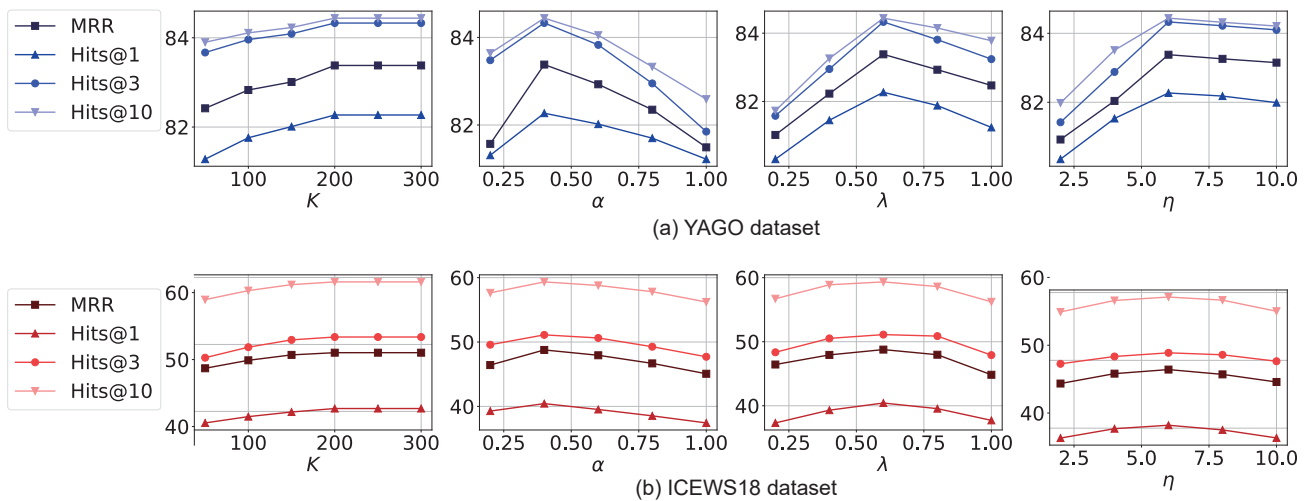 MRR
Hits@1
Hits@3
Hits@10
84
82
100 200 300
K
84
82
0.25 0.50 0.75 1.00
α
84
82
0.25 0.50 0.75 1.00
λ
84
82
2.5 5.0 7.5 10.0
η
(a) YAGO dataset
MRR
Hits@1
Hits@3
Hits@10
60
50
40
100 200 300
K
60
50
40
0.25 0.50 0.75 1.00
α
60
50
40
0.25 0.50 0.75 1.00
λ
60
50
40
2.5 5.0 7.5 10.0
η
(b) ICEWS18 dataset